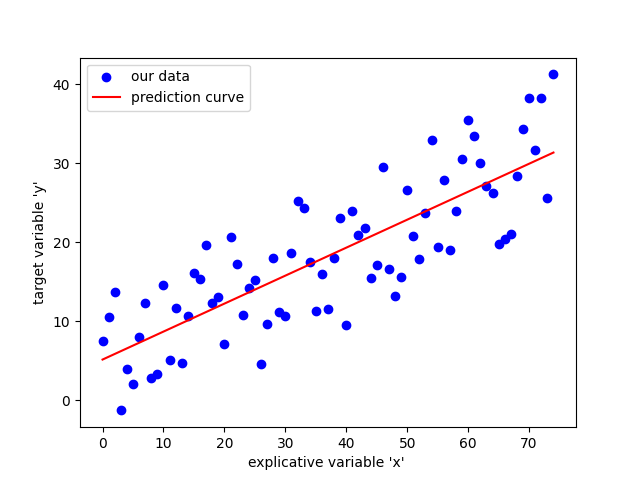 our data
prediction curve
40
30
20
10
0
target variable 'y'
0 10 20 30 40 50 60 70
explicative variable 'x'